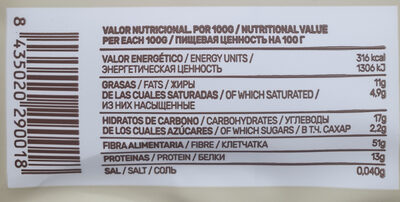 8 435020 290018
VALOR NUTRICIONAL. POR 100G / NUTRITIONAL VALUE
PER EACH 100G / ПИЩЕВАЯ ЦЕННОСТЬ НА 100 Г
VALOR ENERGÉTICO / ENERGY UNITS / 316 kcal
ЭНЕРГЕТИЧЕСКАЯ ЦЕННОСТЬ 1306 kJ
GRASAS / FATS / ЖИРЫ 11g
DE LAS CUALES SATURADAS / OF WHICH SATURATED / 4,9g
ИЗ НИХ НАСЫЩЕННЫЕ
HIDRATOS DE CARBONO / CARBOHYDRATES / УГЛЕВОДЫ 17g
DE LOS CUALES AZÚCARES / OF WHICH SUGARS / В Т.Ч. САХАР 2,2g
FIBRA ALIMENTARIA / FIBRE / КЛЕТЧАТКА 51g
PROTEINAS / PROTEIN / БЕЛКИ 13g
SAL / SALT / СОЛЬ 0,040g